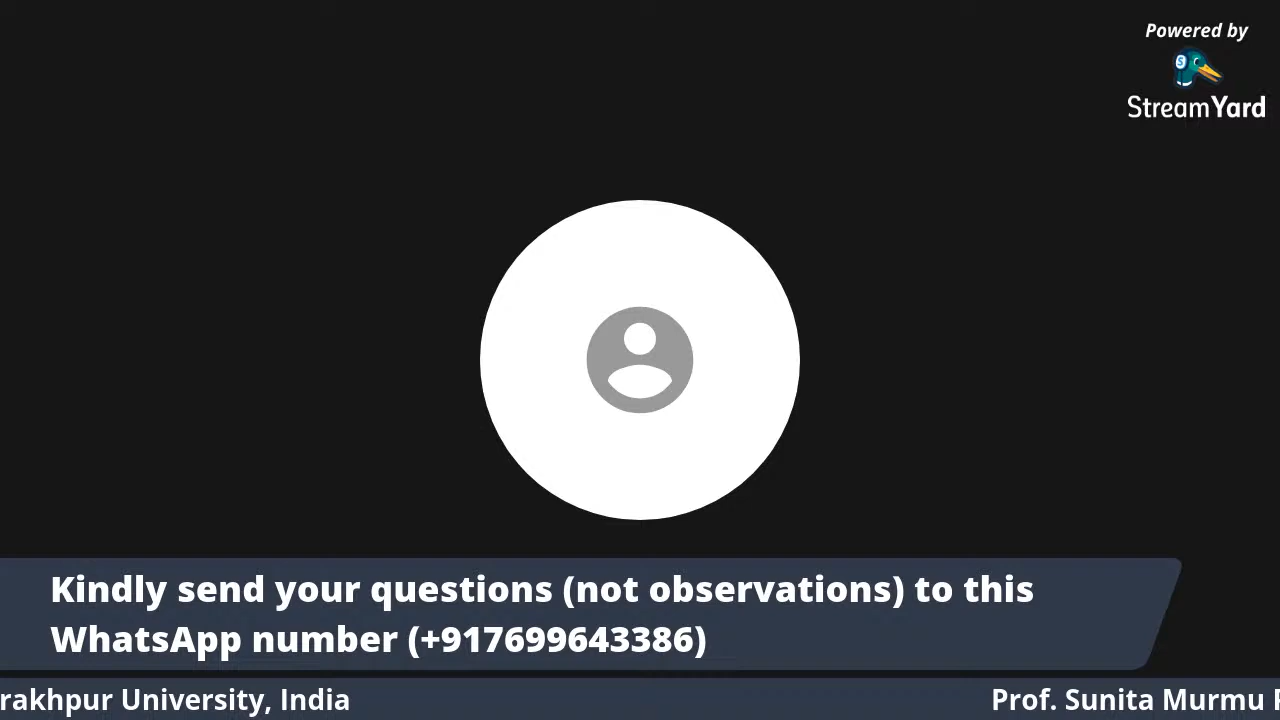 Powered by
StreamYard
Kindly send your questions (not observations) to this
WhatsApp number (+917699643386)
rakhpur University, India Prof. Sunita Murmu